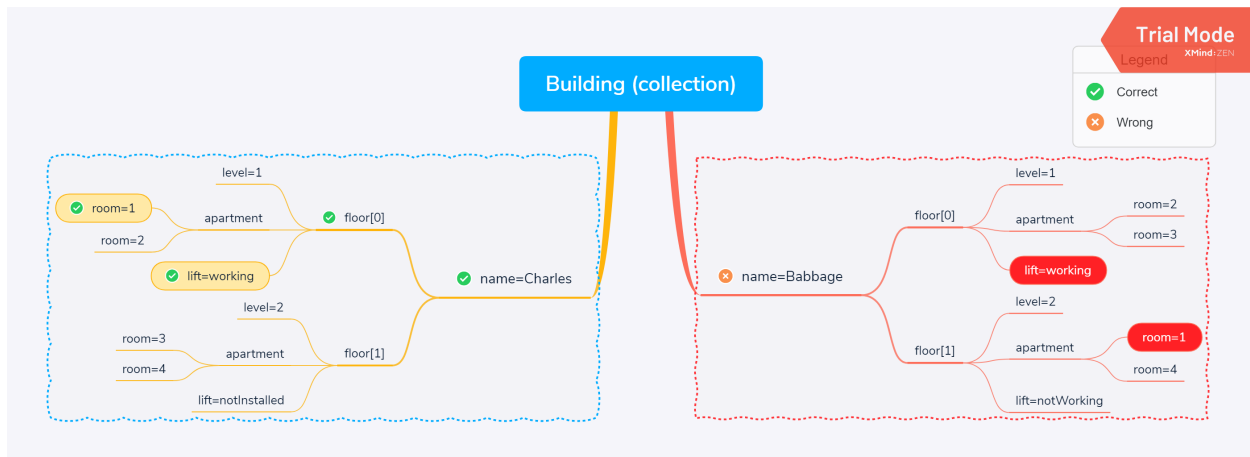 Trial Mode
XMind:ZEN
Legend
Correct
Wrong
Building (collection)
name=Charles
floor[0]
level=1
apartment
room=1
room=2
lift=working
floor[1]
level=2
apartment
room=3
room=4
lift=notInstalled
name=Babbage
floor[0]
level=1
apartment
room=2
room=3
lift=working
floor[1]
level=2
apartment
room=1
room=4
lift=notWorking